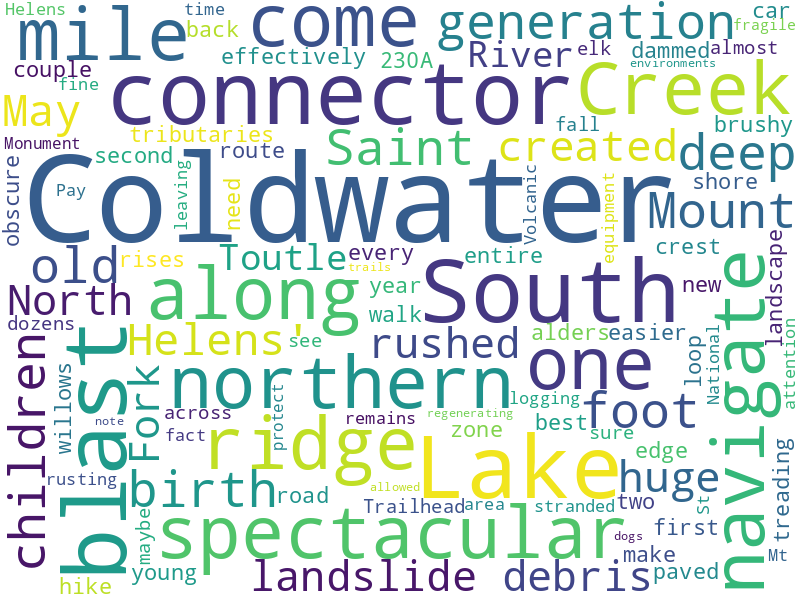 Helens
time
mile
come
generation
car
back
fragile
couple
effectively
230A
River
elk
dammed
almost
fine
connector
environments
Creek
May
Monument
tributaries
Saint
fall
created
brushy
deep
second
route
obscure
Pay
leaving
need
Coldwater
Volcanic
equipment
shore
Mount
old
rises
Toutle
every
entire
crest
landscape
North
along
trails
year
South
new
dozens
walk
navigate
Helens'
see
rushed
alders
easier
children
blast
willows
Fork
northern
one
loop
National
attention
note
across
protect
remains
logging
foot
regenerating
best
fact
ridge
zone
sure
Lake
edge
rusting
birth
road
allowed
huge
treading
maybe
Trailhead
area
stranded
two
St
spectacular
dogs
first
young
make
Mt
hike
landslide
debris
paved